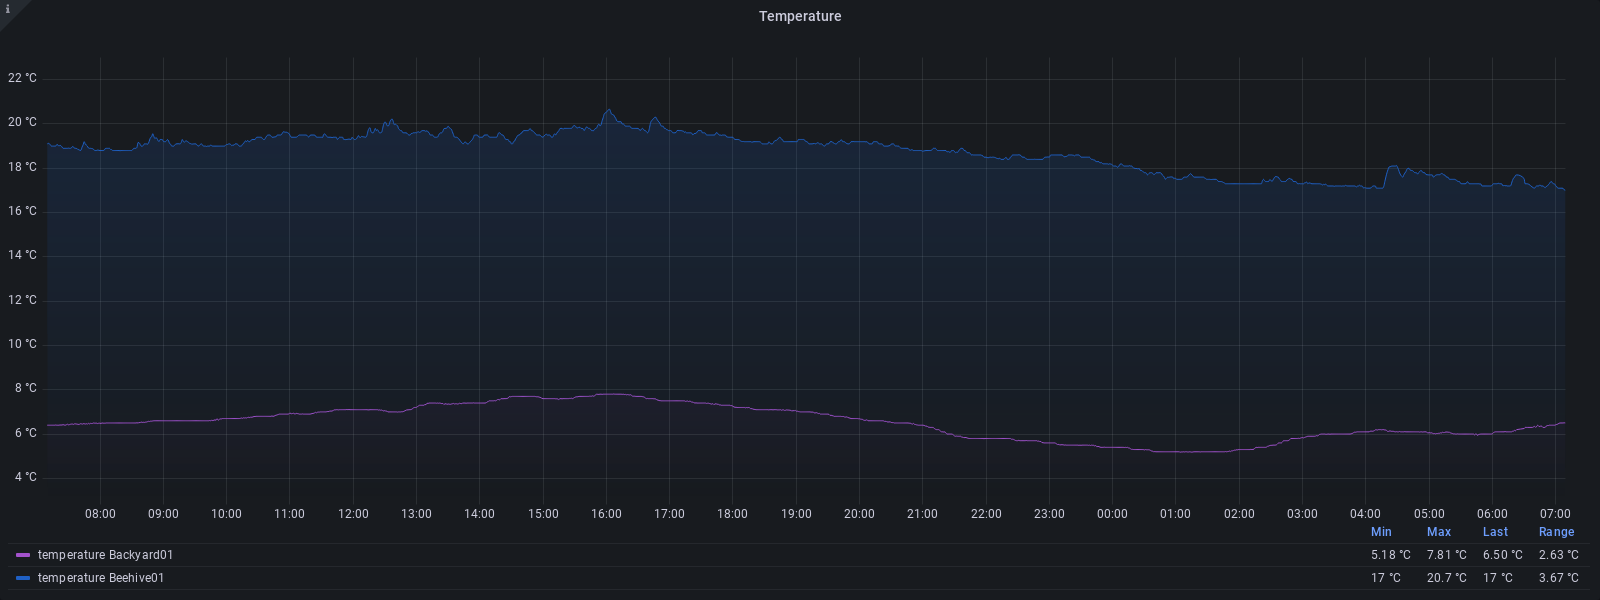 i
Temperature
22 °C
20 °C
18 °C
16 °C
14 °C
12 °C
10 °C
8 °C
6 °C
4 °C
08:00 09:00 10:00 11:00 12:00 13:00 14:00 15:00 16:00 17:00 18:00 19:00 20:00 21:00 22:00 23:00 00:00 01:00 02:00 03:00 04:00 05:00 06:00 07:00
Min Max Last Range
temperature Backyard01 5.18 °C 7.81 °C 6.50 °C 2.63 °C
temperature Beehive01 17 °C 20.7 °C 17 °C 3.67 °C